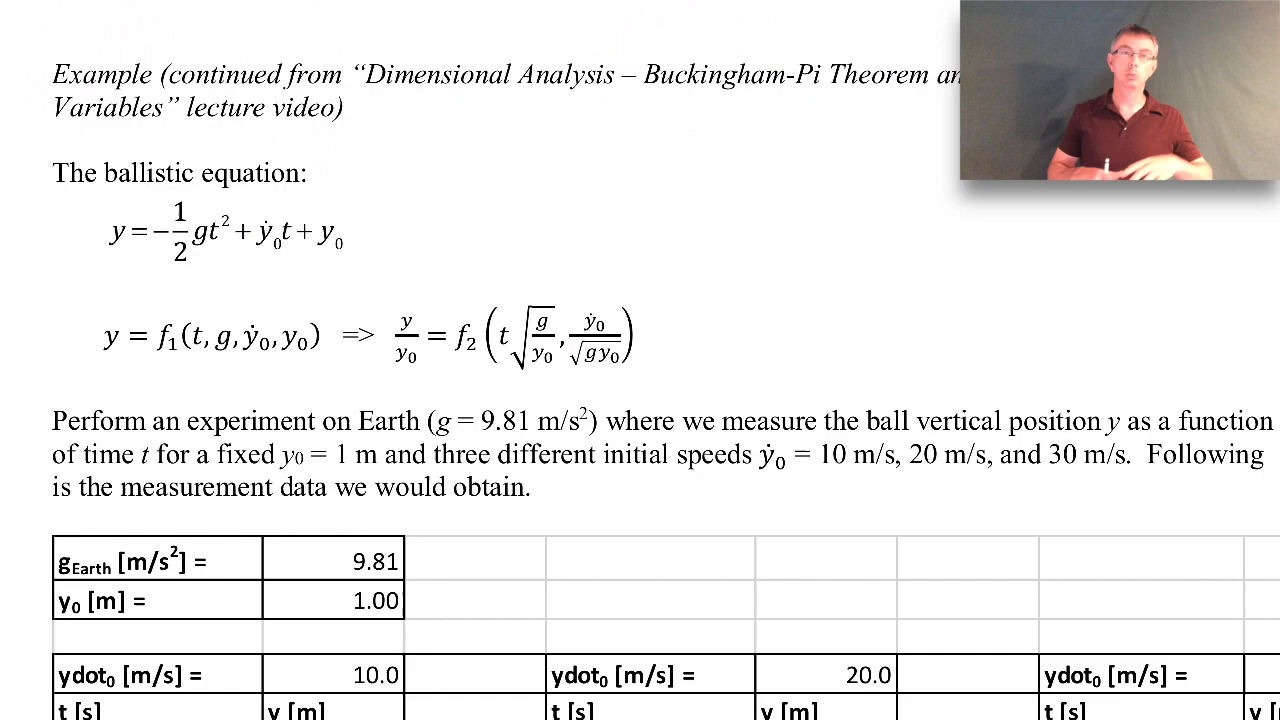 Example (continued from “Dimensional Analysis – Buckingham-Pi Theorem
Variables” lecture video)
The ballistic equation:
y = −1/2 gt² + ẏ₀t + y₀
y = f₁(t, g, ẏ₀, y₀) => y/y₀ = f₂(t√(g/y₀), ẏ₀/√(gy₀))
Perform an experiment on Earth (g = 9.81 m/s²) where we measure the ball vertical position y as a function
of time t for a fixed y₀ = 1 m and three different initial speeds ẏ₀ = 10 m/s, 20 m/s, and 30 m/s. Following
is the measurement data we would obtain.
g_Earth [m/s²] = 9.81
y₀ [m] = 1.00
ydot₀ [m/s] = 10.0 ydot₀ [m/s] = 20.0 ydot₀ [m/s] =
t [s] y [m] t [s] y [m] t [s]